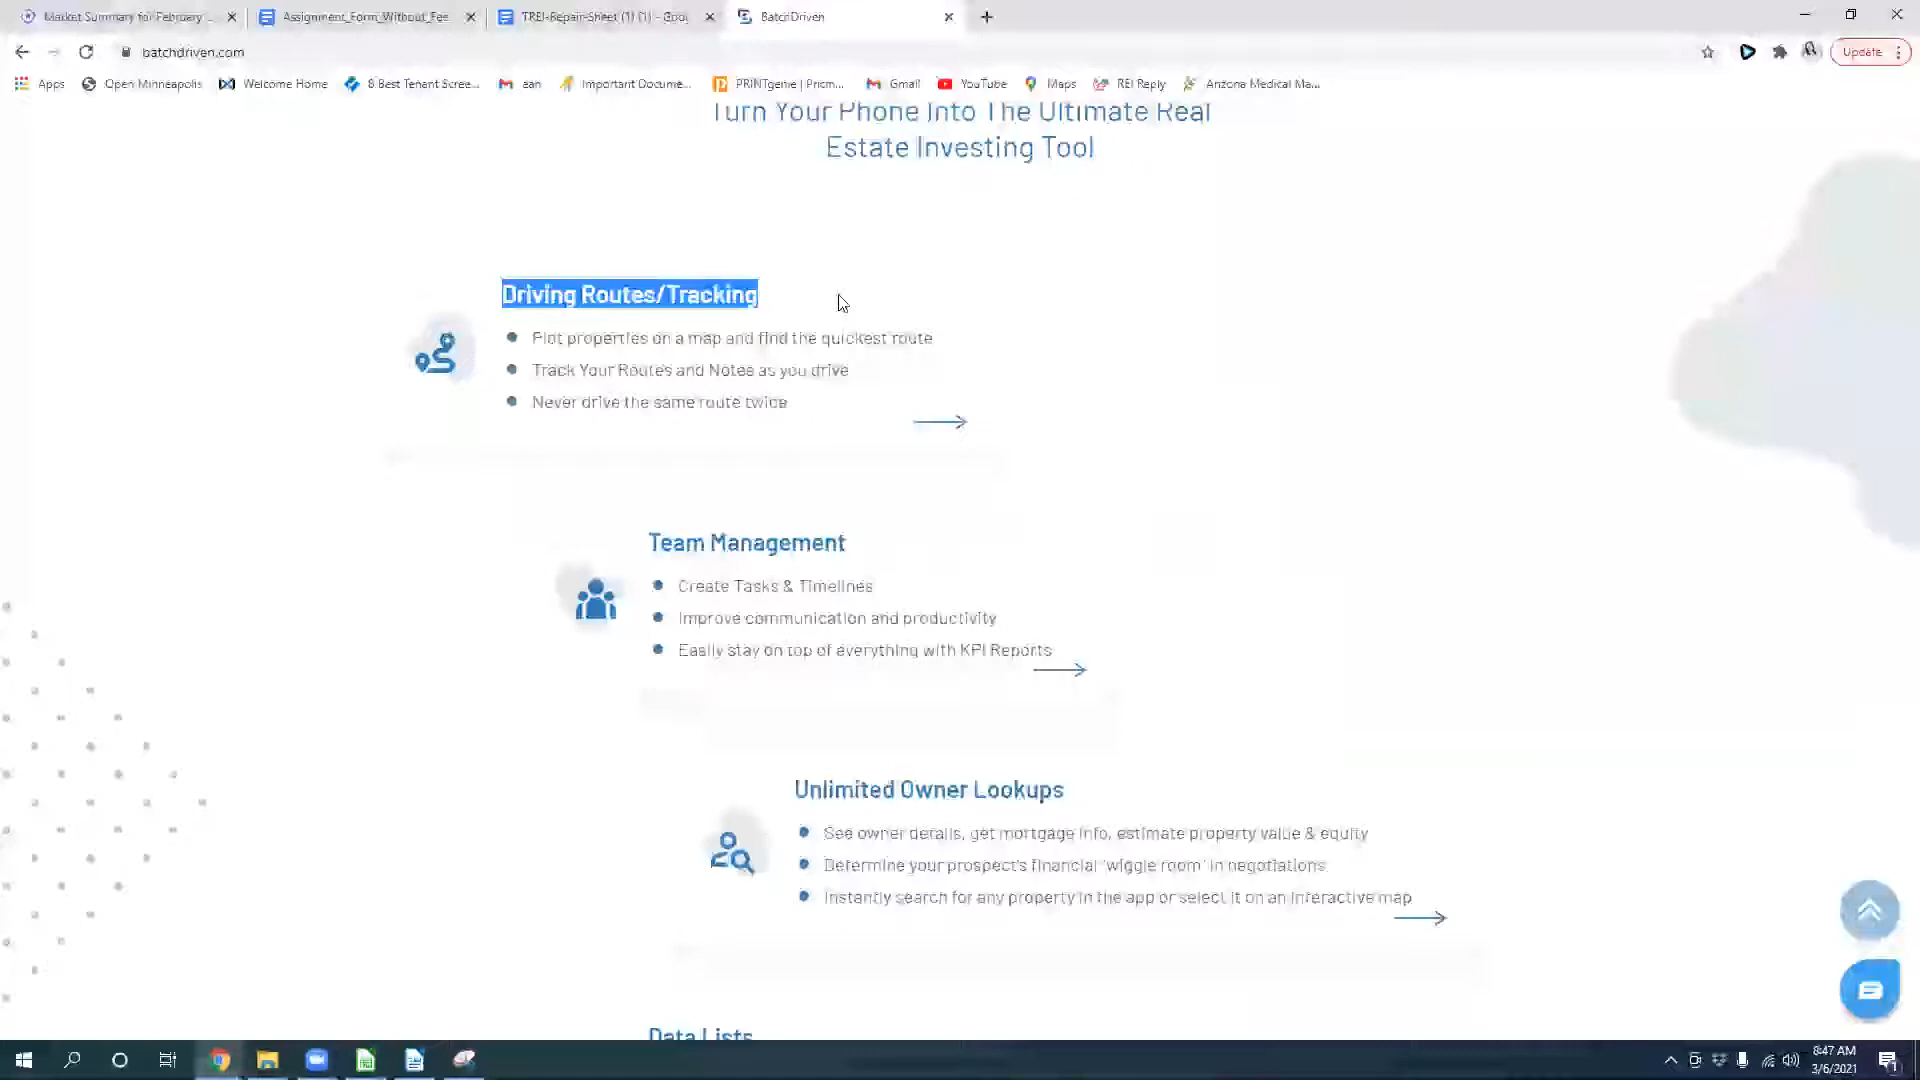 Market Summary for February
Assignment_Form_Without_Fee
TREI-Repair-Sheet (1) (1) - Goo
BatchDriven
batchdriven.com
Update
Apps
Open Minneapolis
Welcome Home
8 Best Tenant Scree...
ean
Important Docume...
PRINTgenie | Prism...
Gmail
YouTube
Maps
REI Reply
Arizona Medical Ma...
Turn Your Phone Into The Ultimate Real
Estate Investing Tool
Driving Routes/Tracking
Plot properties on a map and find the quickest route
Track Your Routes and Notes as you drive
Never drive the same route twice
Team Management
Create Tasks & Timelines
Improve communication and productivity
Easily stay on top of everything with KPI Reports
Unlimited Owner Lookups
See owner details, get mortgage info, estimate property value & equity
Determine your prospect's financial 'wiggle room' in negotiations
Instantly search for any property in the app or select it on an interactive map
Data Lists
8:47 AM
3/6/2021